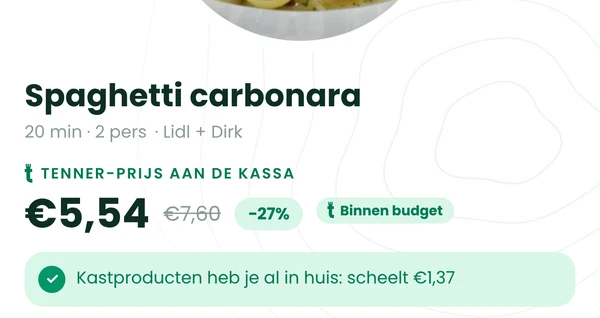 Spaghetti carbonara
20 min · 2 pers · Lidl + Dirk
TENNER-PRIJS AAN DE KASSA
€5,54 €7,60 -27% Binnen budget
Kastproducten heb je al in huis: scheelt €1,37